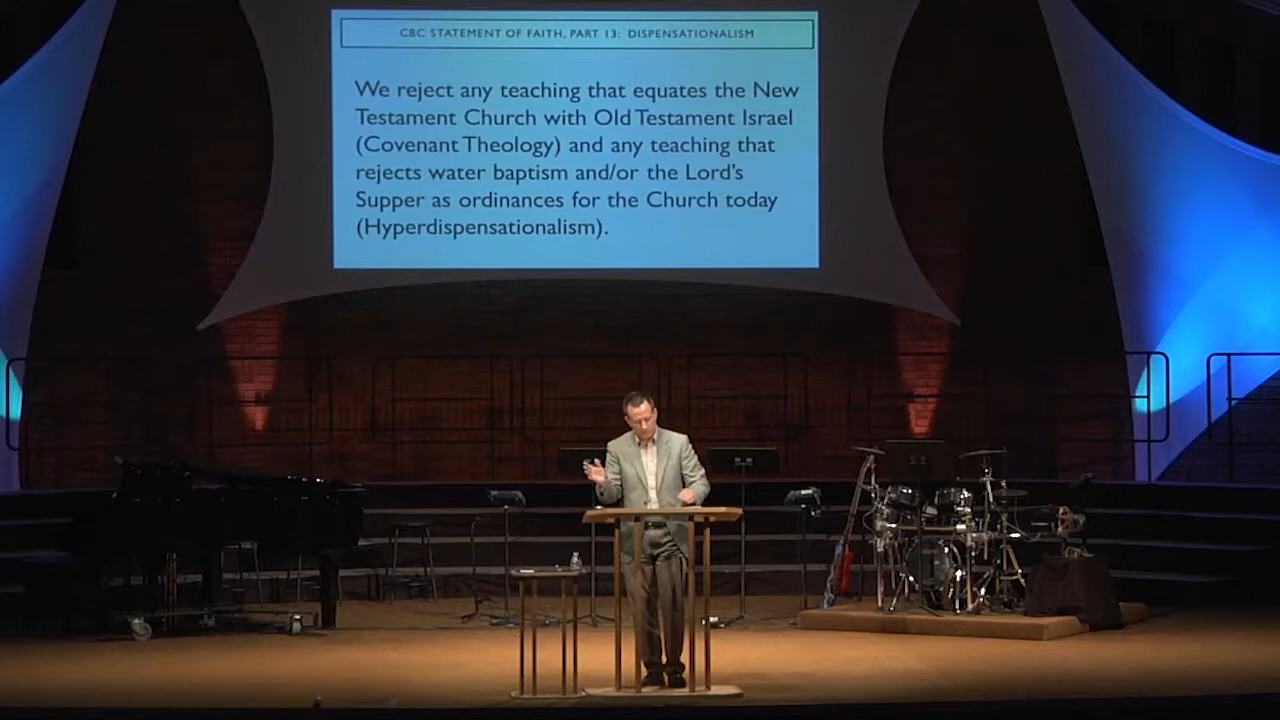 CBC STATEMENT OF FAITH, PART 13: DISPENSATIONALISM
We reject any teaching that equates the New
Testament Church with Old Testament Israel
(Covenant Theology) and any teaching that
rejects water baptism and/or the Lord's
Supper as ordinances for the Church today
(Hyperdispensationalism).